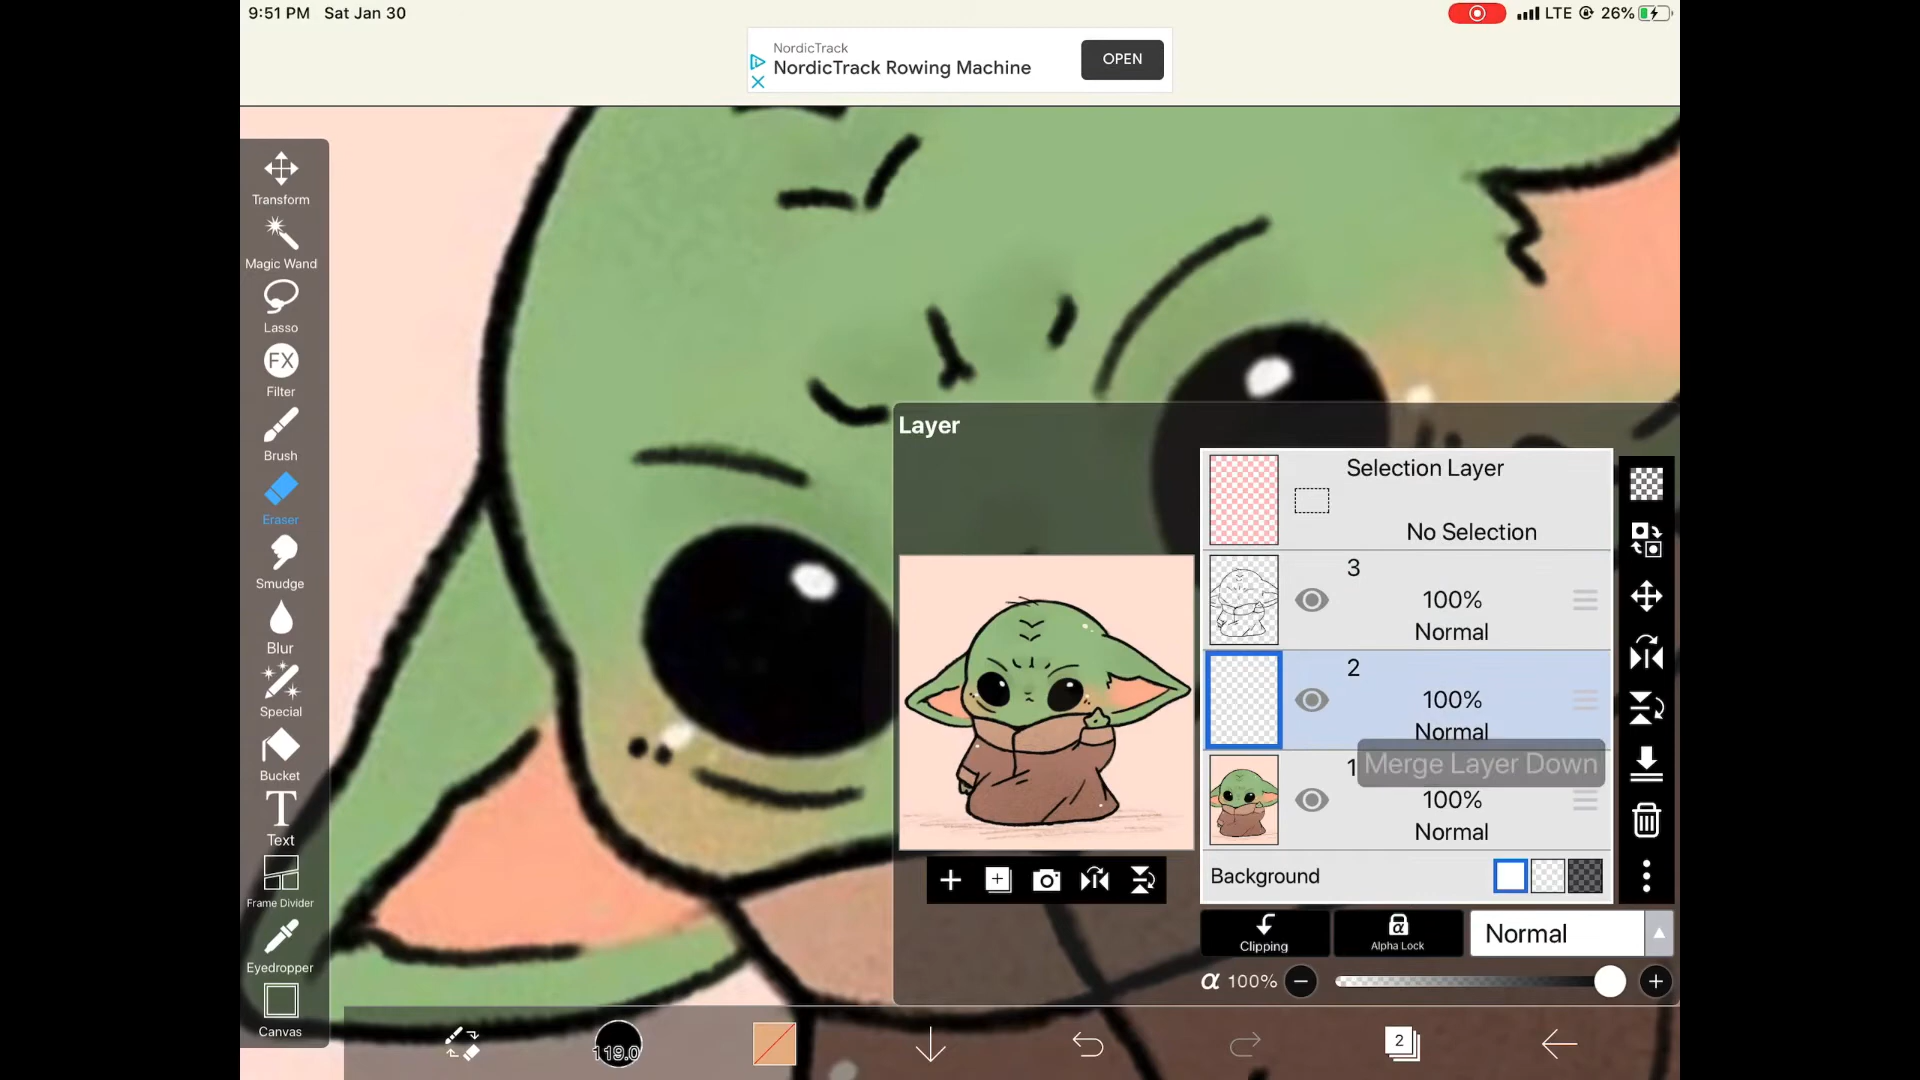 9:51 PM Sat Jan 30
LTE 26%
NordicTrack
NordicTrack Rowing Machine
OPEN
Transform
Magic Wand
Lasso
FX
Filter
Brush
Eraser
Smudge
Blur
Special
Bucket
T
Text
Frame Divider
Eyedropper
Canvas
Layer
Selection Layer
No Selection
3
100%
Normal
2
100%
Normal
Merge Layer Down
1
100%
Normal
Background
Clipping
α
Alpha Lock
Normal
α 100%
119.0
2